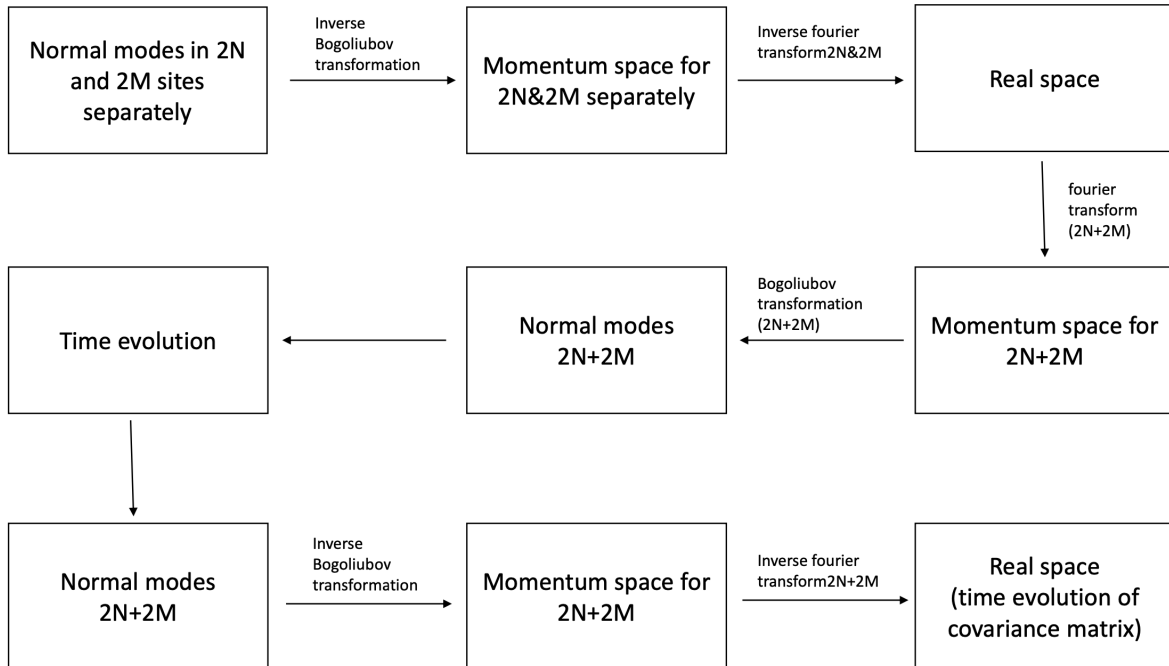 Normal modes in 2N
and 2M sites
separately
Inverse
Bogoliubov
transformation
Momentum space for
2N&2M separately
Inverse fourier
transform2N&2M
Real space
fourier
transform
(2N+2M)
Time evolution
Normal modes
2N+2M
Bogoliubov
transformation
(2N+2M)
Momentum space for
2N+2M
Normal modes
2N+2M
Inverse
Bogoliubov
transformation
Momentum space for
2N+2M
Inverse fourier
transform2N+2M
Real space
(time evolution of
covariance matrix)